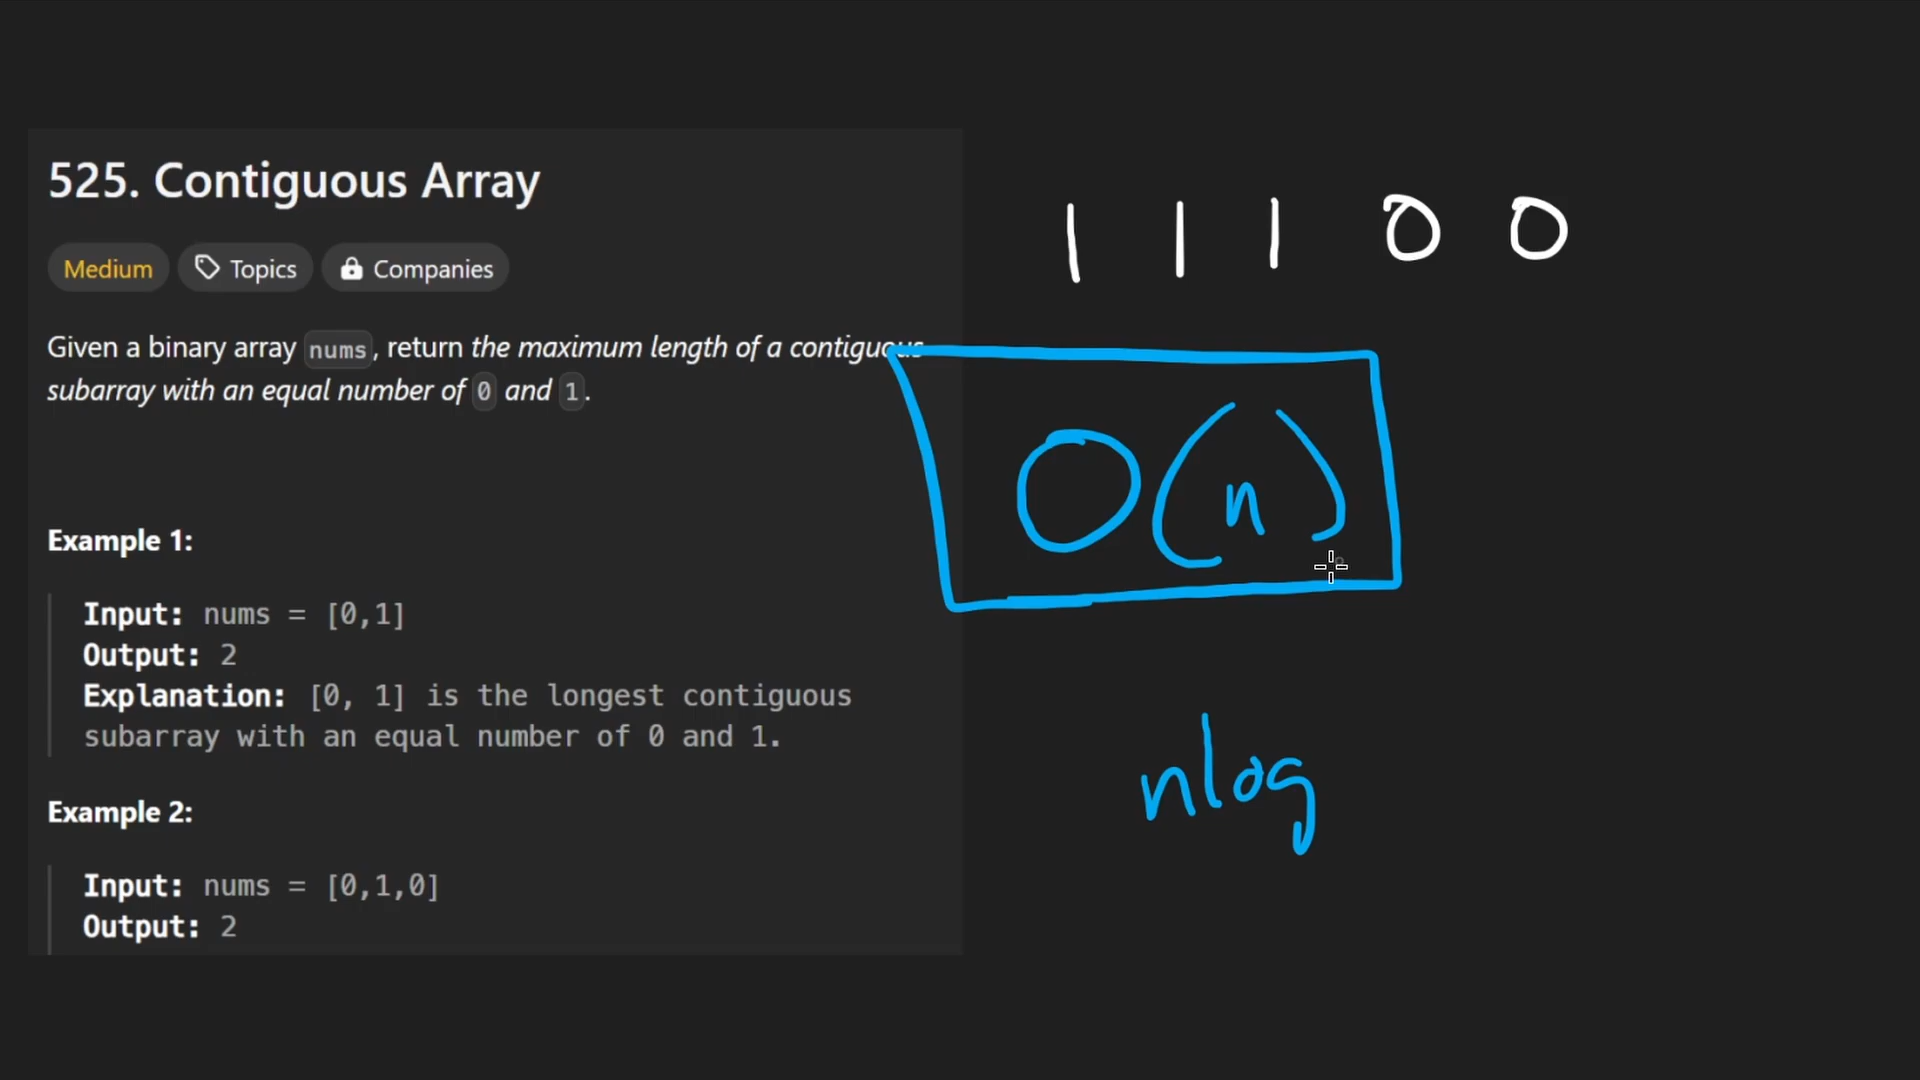 525. Contiguous Array
Medium Topics Companies
Given a binary array nums, return the maximum length of a contiguous
subarray with an equal number of 0 and 1.
Example 1:
Input: nums = [0,1]
Output: 2
Explanation: [0, 1] is the longest contiguous
subarray with an equal number of 0 and 1.
Example 2:
Input: nums = [0,1,0]
Output: 2
1 1 1 0 0
O(n)
nlog